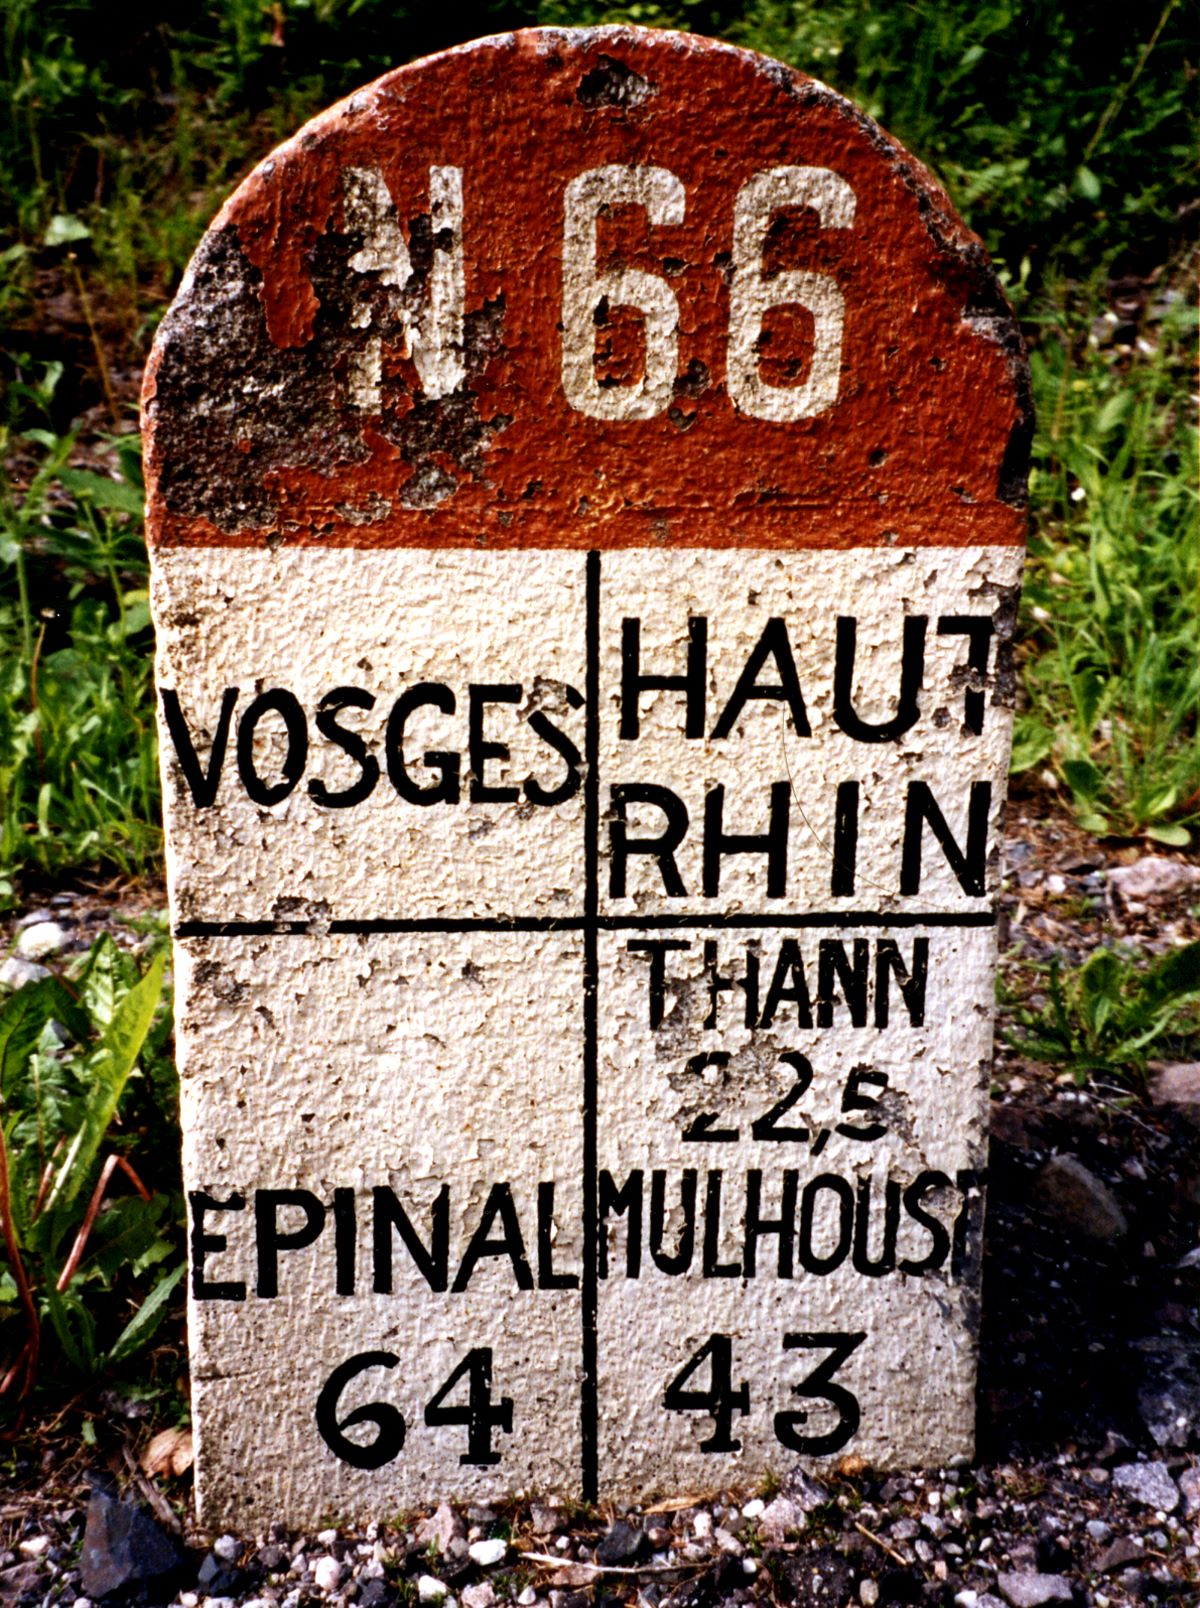 N 66
VOSGES
HAUT
RHIN
EPINAL
64
THANN
22,5
MULHOUSE
43